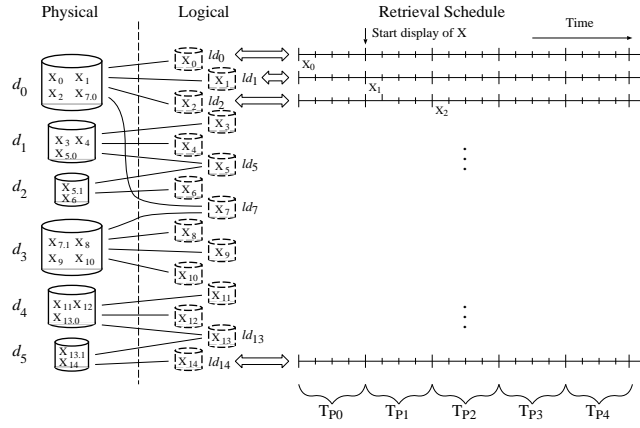 Physical
Logical
Retrieval Schedule
Start display of X
Time
d0
X0 X1
X2 X7.0
d1
X3 X4
X5.0
d2
X5.1
X6
d3
X7.1 X8
X9 X10
d4
X11 X12
X13.0
d5
X13.1
X14
X0 ld0
X1 ld1
X2 ld2
X3
X4
X5 ld5
X6
X7 ld7
X8
X9
X10
X11
X12
X13 ld13
X14 ld14
X0
X1
X2
TP0 TP1 TP2 TP3 TP4